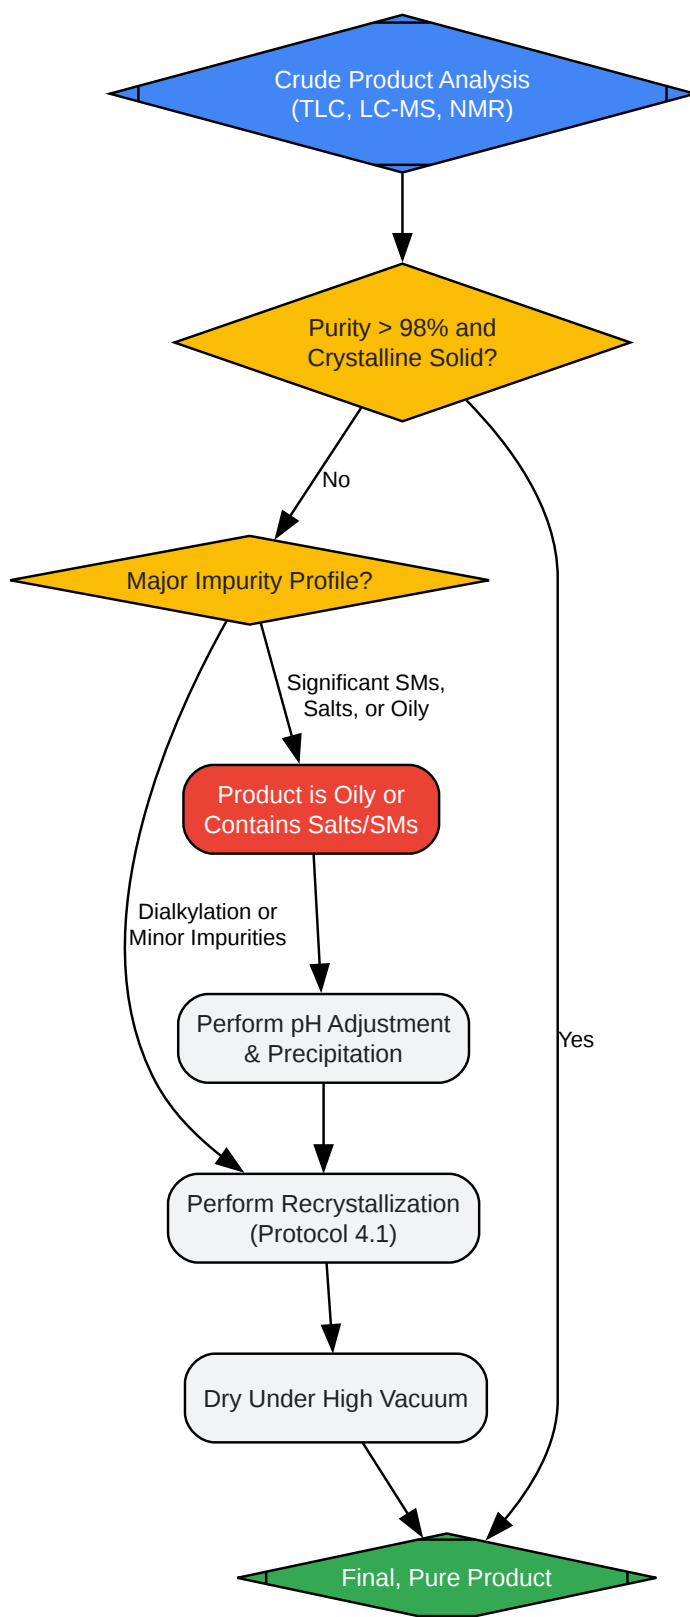 Crude Product Analysis
(TLC, LC-MS, NMR)
Purity > 98% and
Crystalline Solid?
No
Major Impurity Profile?
Significant SMs,
Salts, or Oily
Product is Oily or
Contains Salts/SMs
Dialkylation or
Minor Impurities
Perform pH Adjustment
& Precipitation
Yes
Perform Recrystallization
(Protocol 4.1)
Dry Under High Vacuum
Final, Pure Product